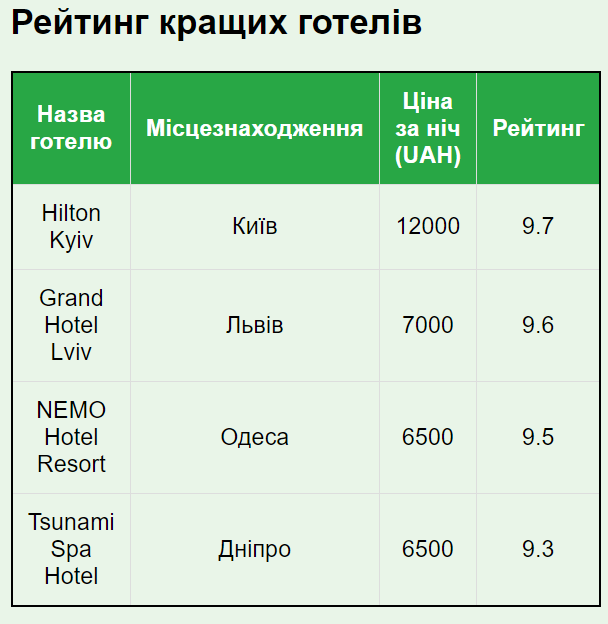 Рейтинг кращих готелів
Назва готелю Місцезнаходження Ціна за ніч (UAH) Рейтинг
Hilton Kyiv Київ 12000 9.7
Grand Hotel Lviv Львів 7000 9.6
NEMO Hotel Resort Одеса 6500 9.5
Tsunami Spa Hotel Дніпро 6500 9.3